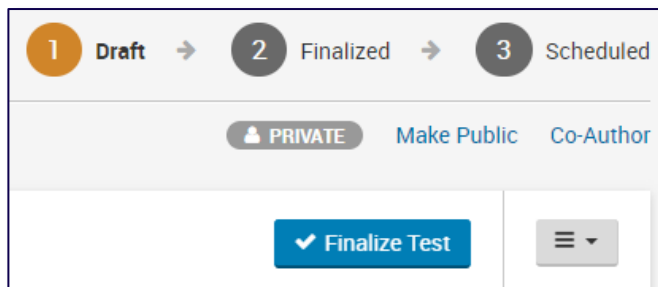 1 Draft → 2 Finalized → 3 Scheduled
PRIVATE Make Public Co-Author
Finalize Test